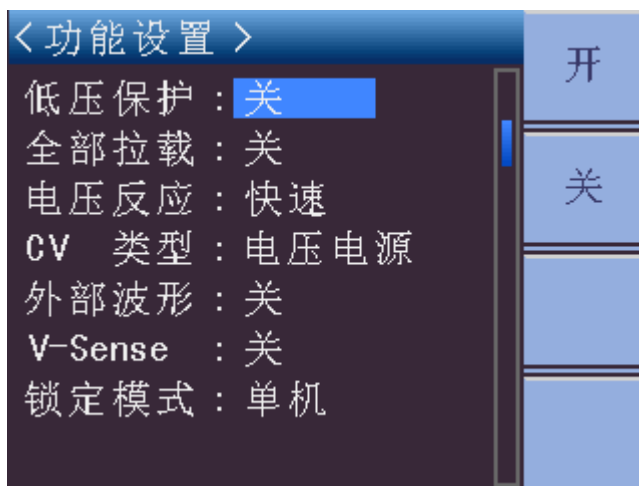 <功能设置>
低压保护:关
全部拉载:关
电压反应:快速
CV 类型:电压电源
外部波形:关
V-Sense :关
锁定模式:单机
开
关